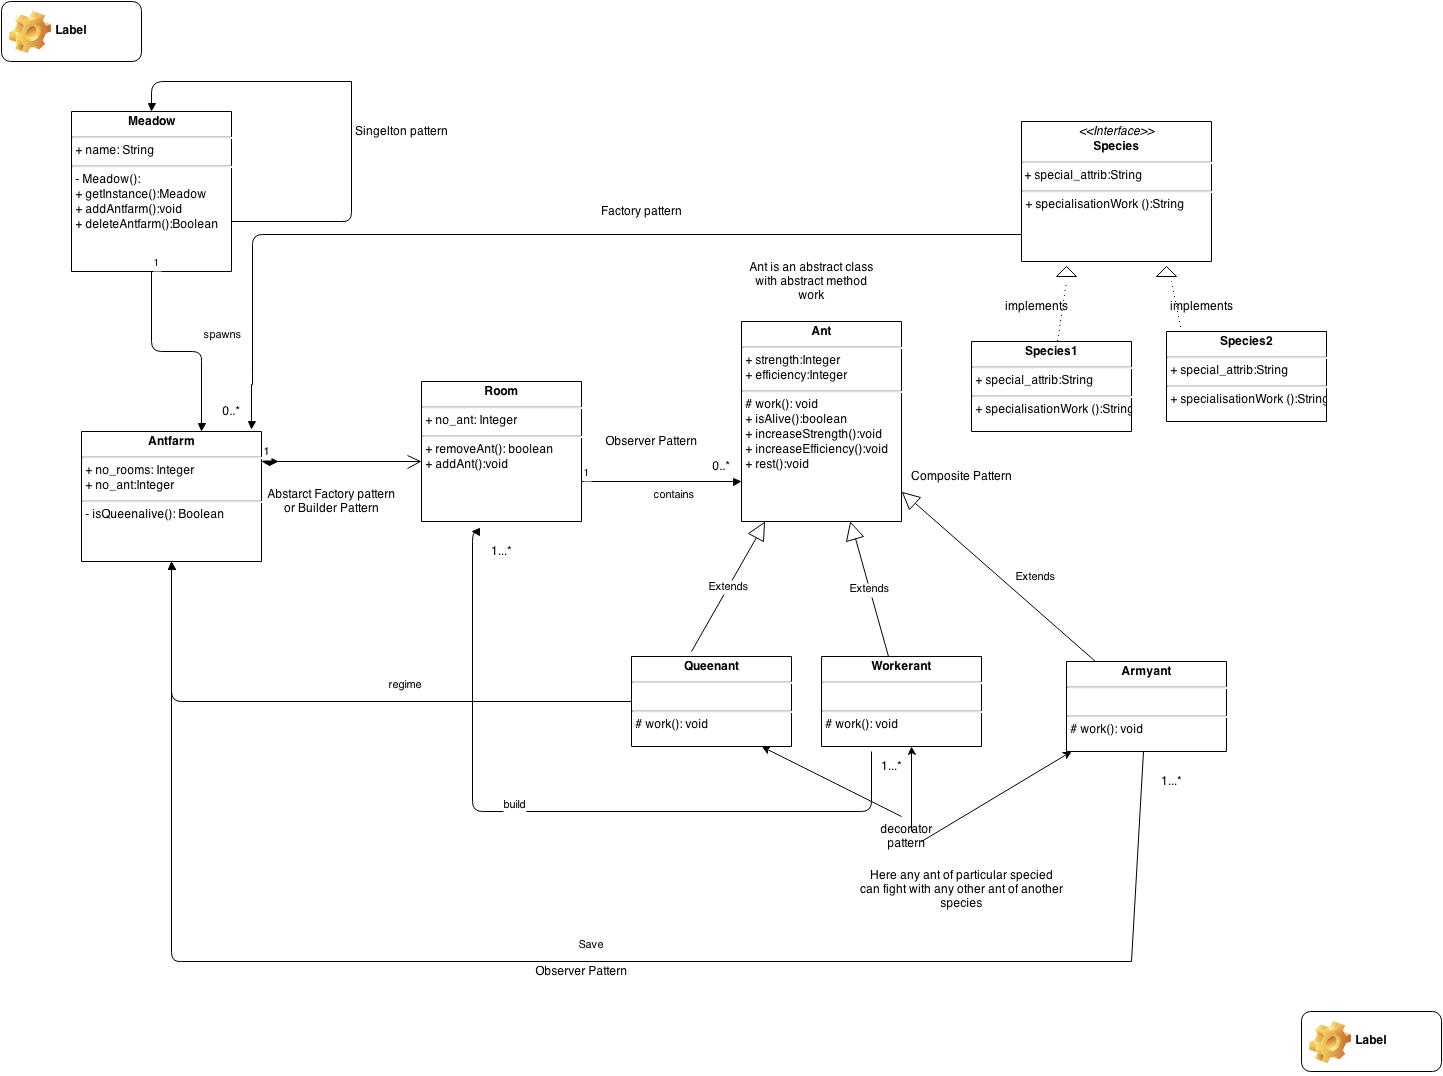 Label
Meadow
+ name: String
- Meadow():
+ getInstance():Meadow
+ addAntfarm():void
+ deleteAntfarm():Boolean
1
Singelton pattern
<<Interface>>
Species
+ special_attrib:String
+ specialisationWork ():String
Factory pattern
Ant is an abstract class
with abstract method
work
implements
implements
spawns
0..*
Species1
+ special_attrib:String
+ specialisationWork ():String
Species2
+ special_attrib:String
+ specialisationWork ():String
Ant
+ strength:Integer
+ efficiency:Integer
# work(): void
+ isAlive():boolean
+ increaseStrength():void
+ increaseEfficiency():void
+ rest():void
Room
+ no_ant: Integer
+ removeAnt(): boolean
+ addAnt():void
Antfarm
+ no_rooms: Integer
+ no_ant:Integer
- isQueenalive(): Boolean
1
Abstarct Factory pattern
or Builder Pattern
Observer Pattern
0..*
1
contains
Composite Pattern
1...*
Extends
Extends
Extends
Queenant
# work(): void
Workerant
# work(): void
Armyant
# work(): void
regime
1...*
1...*
build
decorator
pattern
Here any ant of particular specied
can fight with any other ant of another
species
Save
Observer Pattern
Label